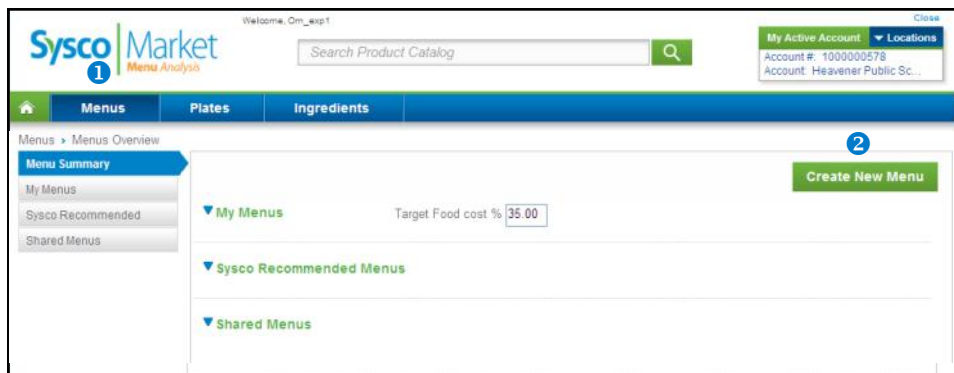 Welcome, Om_exp1
Close
Sysco Market
Menu Analysis
1
Search Product Catalog
My Active Account Locations
Account #: 1000000578
Account: Heavener Public Sc...
Menus Plates Ingredients
Menus > Menus Overview
2
Menu Summary
Create New Menu
My Menus
Sysco Recommended
Shared Menus
My Menus Target Food cost % 35.00
Sysco Recommended Menus
Shared Menus